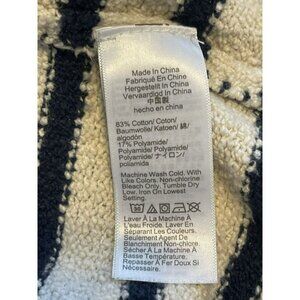 Made In China
Fabriqué En Chine
Hergestellt In China
Vervaardigd In China
中国製
hecho en china
83% Cotton/ Coton/
Baumwolle/ Katoen/ 綿/
algodón
17% Polyamide/
Polyamide/ Polyamid/
Polyamide/ ナイロン/
poliamida
Machine Wash Cold. With
Like Colors. Non-chlorine
Bleach Only. Tumble Dry
Low. Iron On Lowest
Setting.
Laver À La Machine À
L'Eau Froide. Laver En
Séparant Les Couleurs.
Seulement Agent De
Blanchiment Non-Chlorant.
Sécher À La Machine À
Basse Température.
Repasser À Fer Doux Si
Nécessaire.